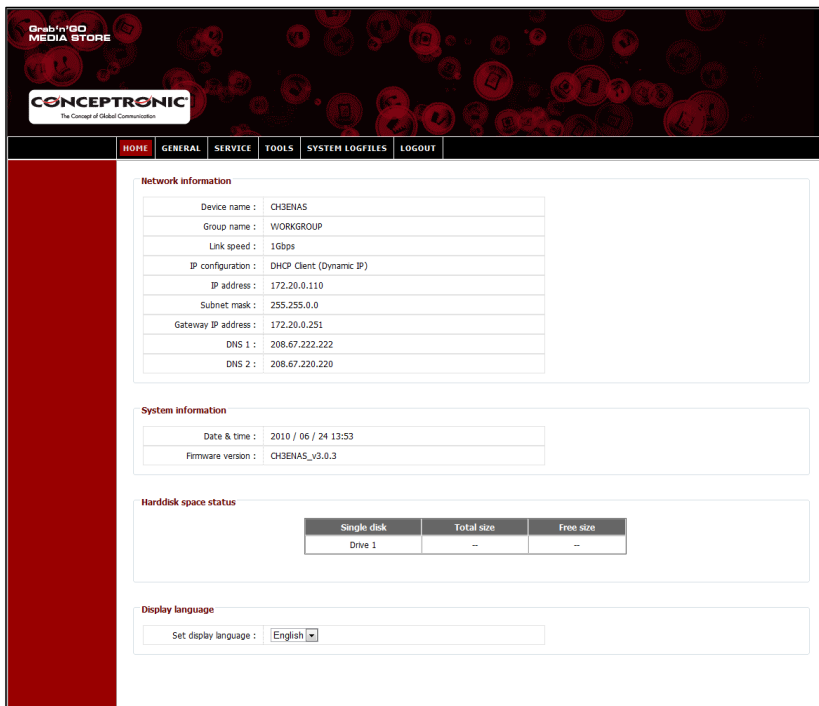 Grab'n'GO
MEDIA STORE
CONCEPTRONIC®
The Concept of Global Communication
HOME GENERAL SERVICE TOOLS SYSTEM LOGFILES LOGOUT
Network information
Device name : CH3ENAS
Group name : WORKGROUP
Link speed : 1Gbps
IP configuration : DHCP Client (Dynamic IP)
IP address : 172.20.0.110
Subnet mask : 255.255.0.0
Gateway IP address : 172.20.0.251
DNS 1 : 208.67.222.222
DNS 2 : 208.67.220.220
System information
Date & time : 2010 / 06 / 24 13:53
Firmware version : CH3ENAS_v3.0.3
Harddisk space status
Single disk Total size Free size
Drive 1 -- --
Display language
Set display language : English